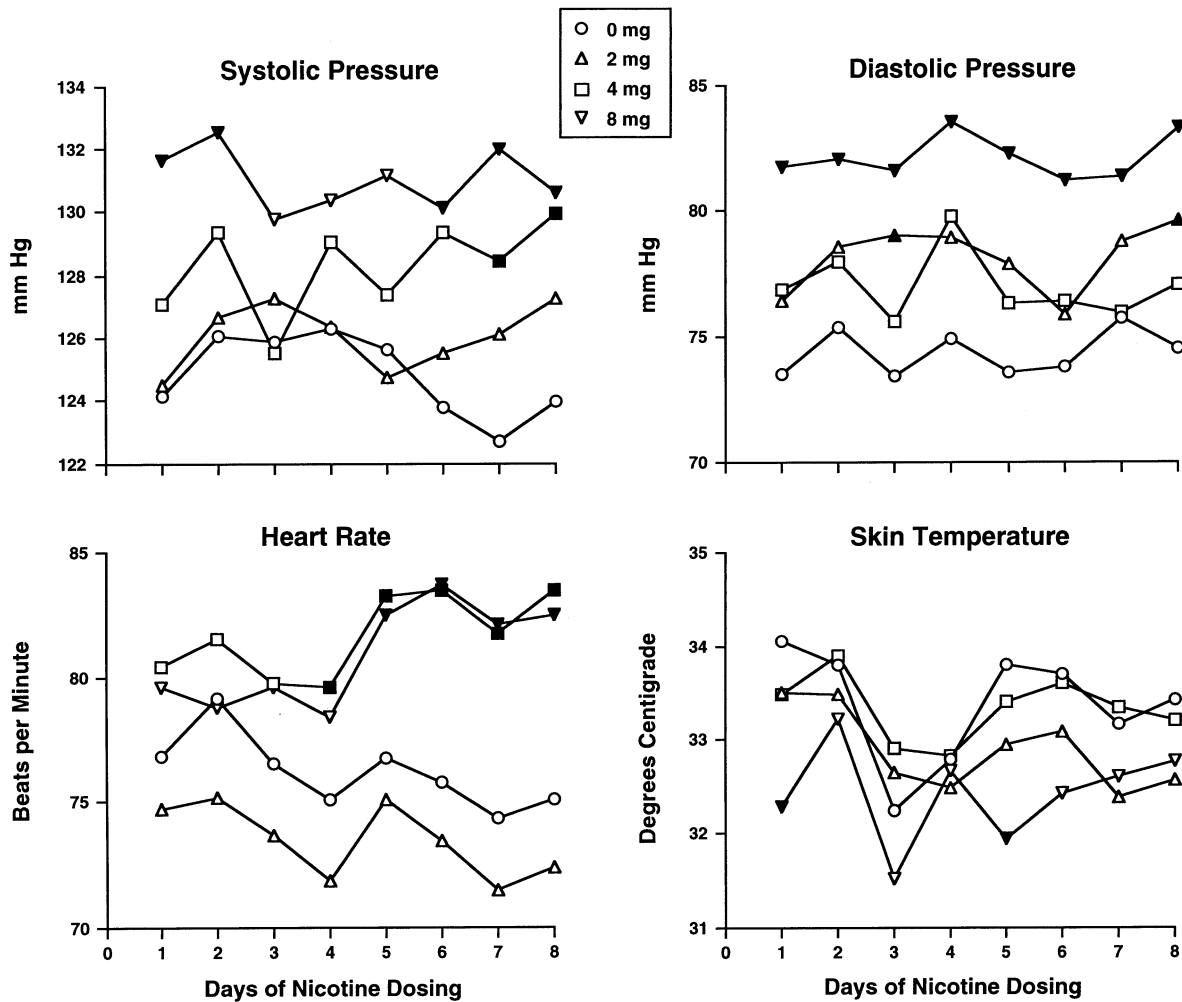 0 mg
2 mg
4 mg
8 mg
Systolic Pressure
134
132
130
128
126
124
122
mm Hg
Diastolic Pressure
85
80
75
70
mm Hg
Heart Rate
85
80
75
70
Beats per Minute
0 1 2 3 4 5 6 7 8
Days of Nicotine Dosing
Skin Temperature
35
34
33
32
31
Degrees Centigrade
0 1 2 3 4 5 6 7 8
Days of Nicotine Dosing